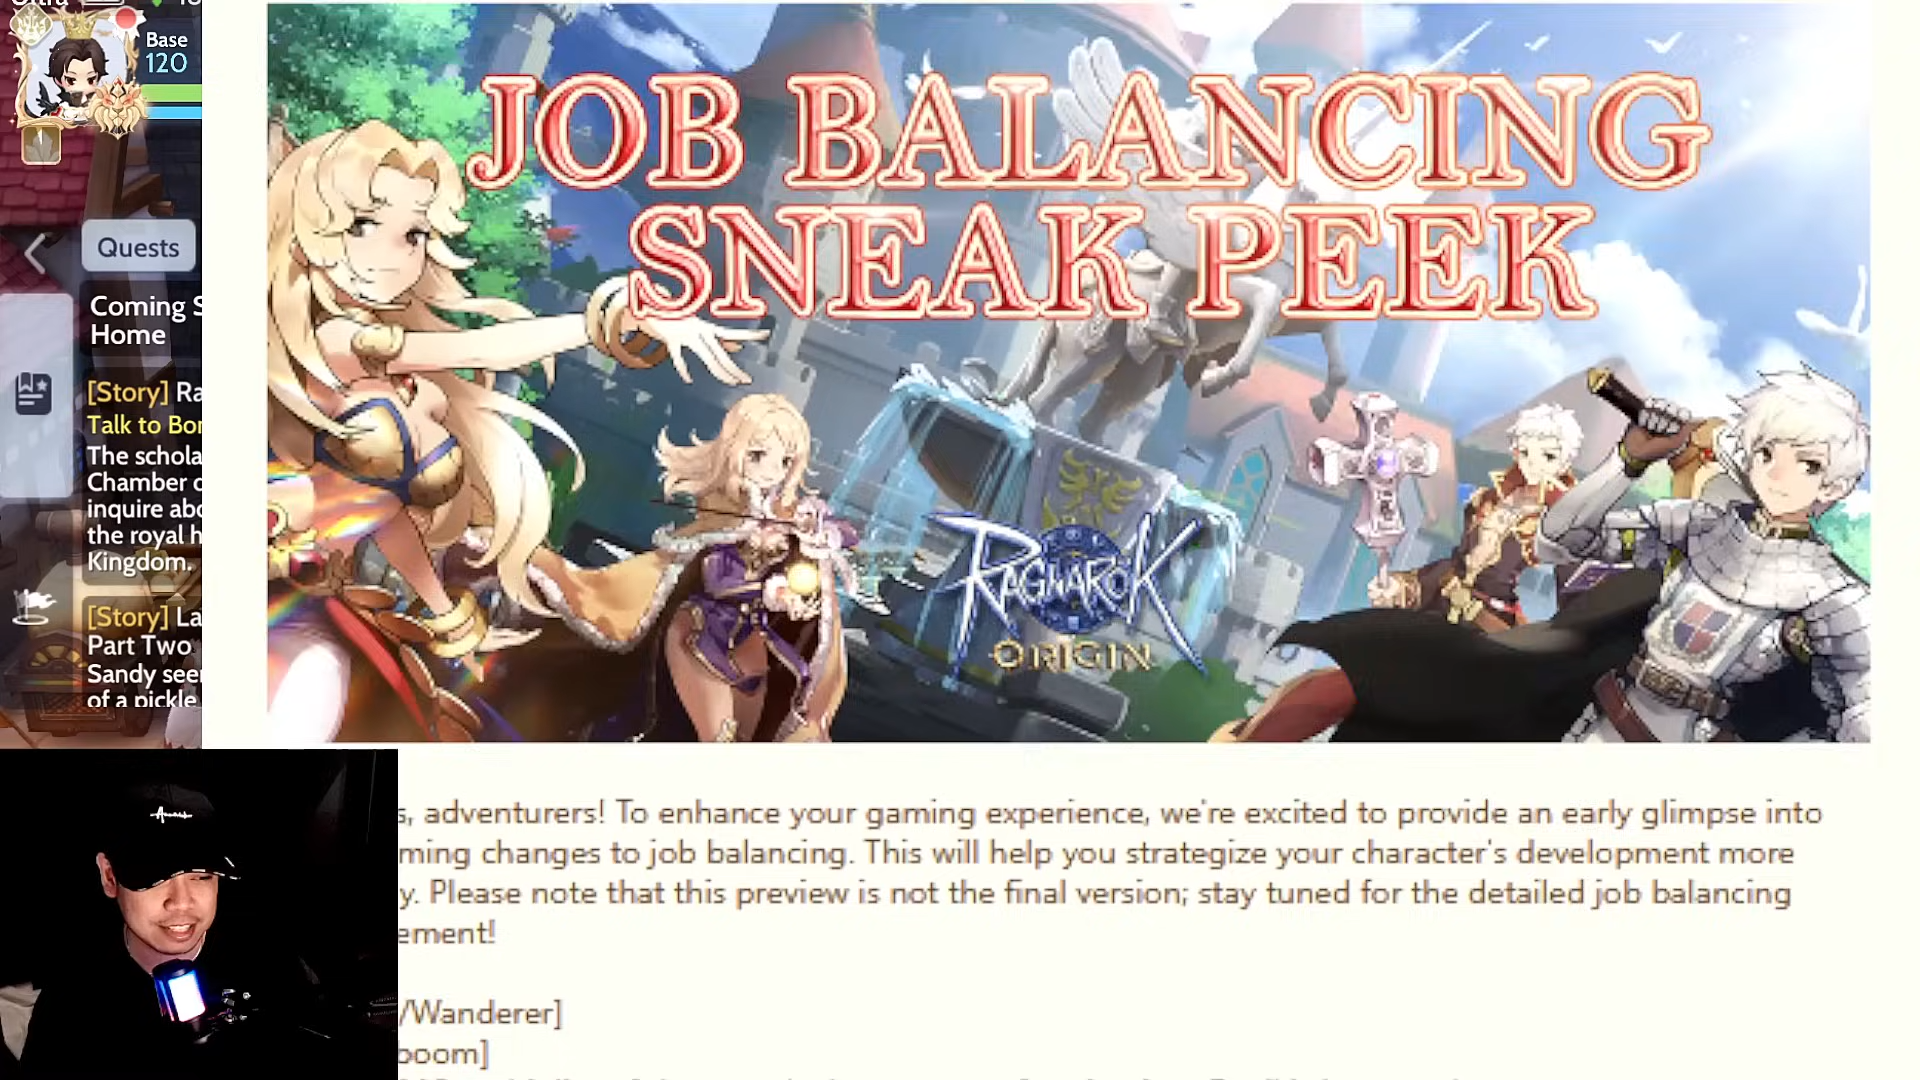 Base
120
Quests
Coming S
Home
[Story] Ra
Talk to Bor
The schola
Chamber o
inquire abo
the royal h
Kingdom.
[Story] La
Part Two
Sandy see
of a pickle
JOB BALANCING
SNEAK PEEK
RAGNAROK
ORIGIN
s, adventurers! To enhance your gaming experience, we're excited to provide an early glimpse into
ming changes to job balancing. This will help you strategize your character's development more
y. Please note that this preview is not the final version; stay tuned for the detailed job balancing
ement!
/Wanderer]
boom]